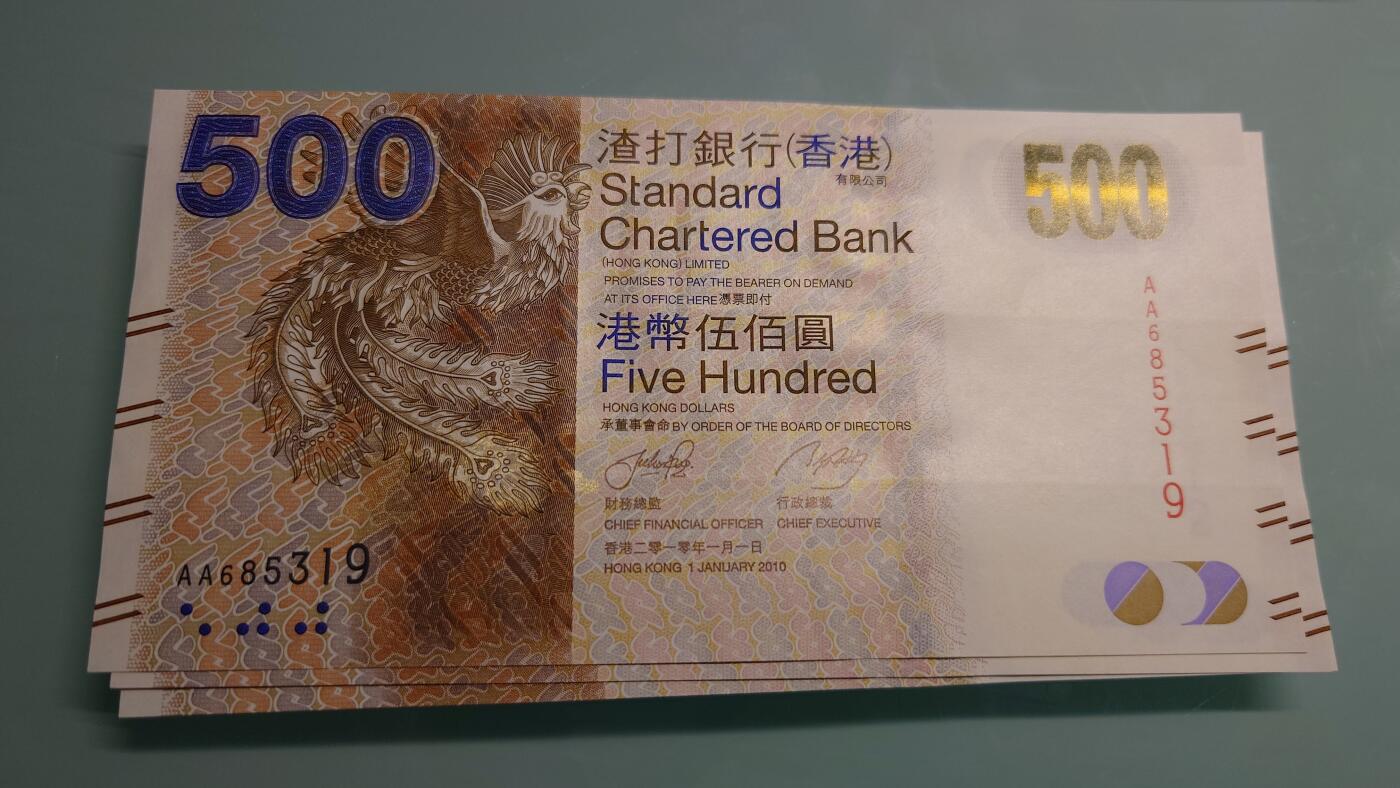 500
渣打銀行(香港)
有限公司
Standard
Chartered Bank
(HONG KONG) LIMITED
PROMISES TO PAY THE BEARER ON DEMAND
AT ITS OFFICE HERE 憑票即付
港幣伍佰圓
Five Hundred
HONG KONG DOLLARS
承董事會命 BY ORDER OF THE BOARD OF DIRECTORS
財務總監 行政總裁
CHIEF FINANCIAL OFFICER CHIEF EXECUTIVE
香港二零一零年一月一日
HONG KONG 1 JANUARY 2010
AA685319
500
AA685319